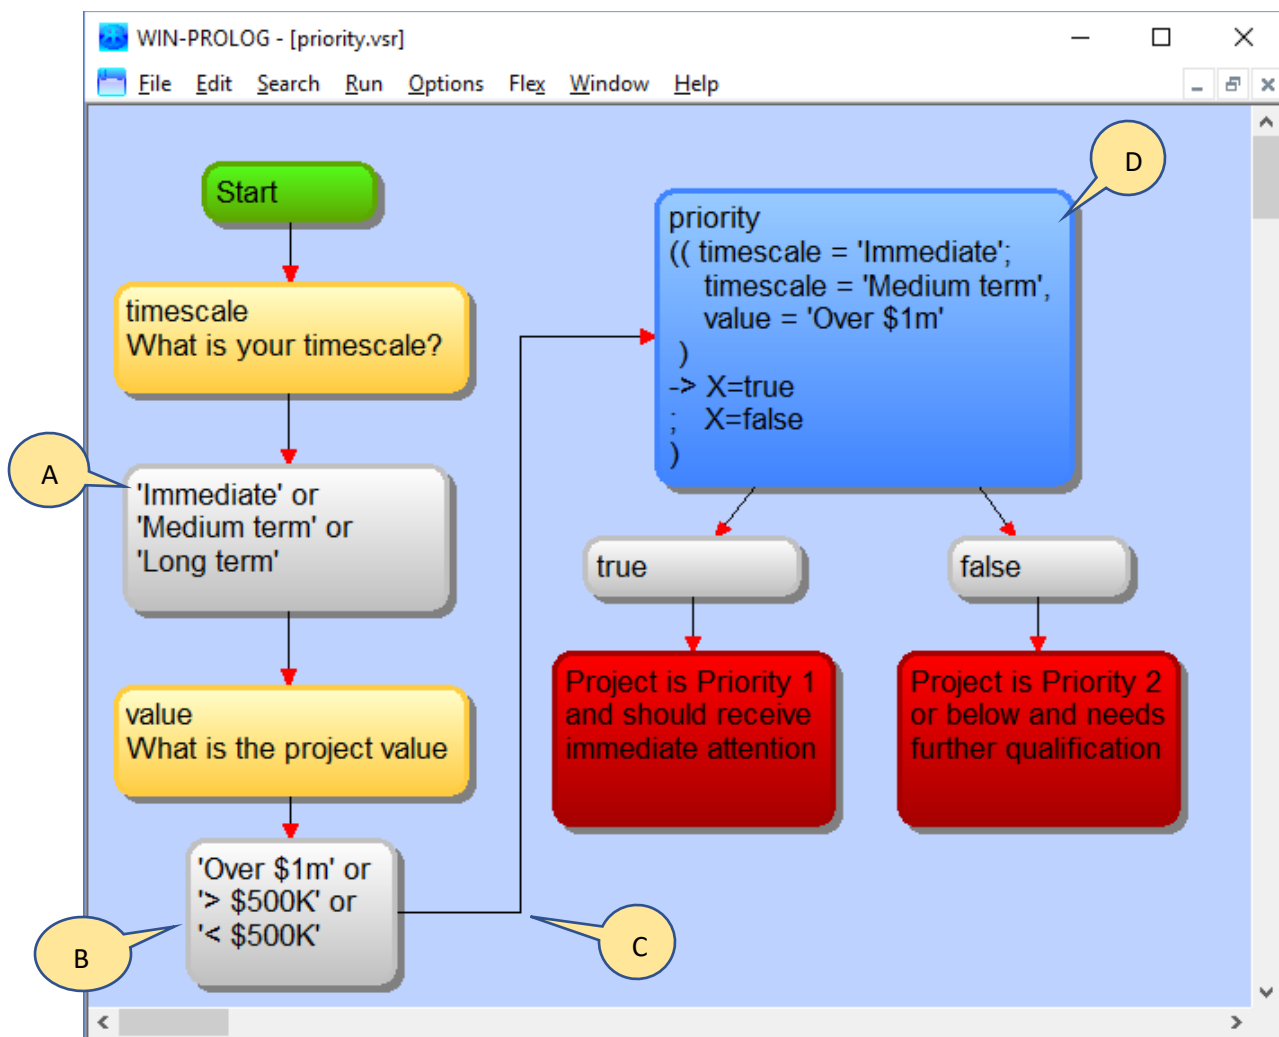 WIN-PROLOG - [priority.vsr]
File Edit Search Run Options Flex Window Help
Start
timescale
What is your timescale?
A
'Immediate' or
'Medium term' or
'Long term'
value
What is the project value
B
'Over $1m' or
'> $500K' or
'< $500K'
C
D
priority
(( timescale = 'Immediate';
timescale = 'Medium term',
value = 'Over $1m'
)
-> X=true
; X=false
)
true
false
Project is Priority 1
and should receive
immediate attention
Project is Priority 2
or below and needs
further qualification